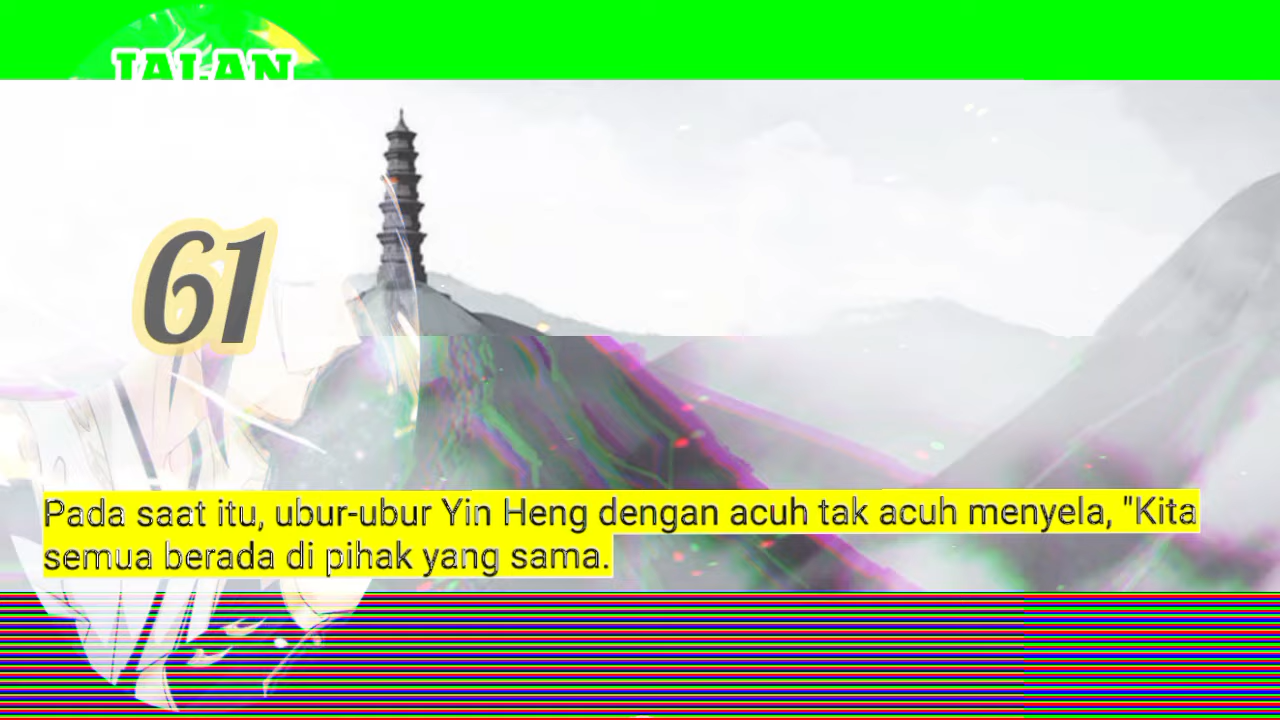 JALAN
61
Pada saat itu, ubur-ubur Yin Heng dengan acuh tak acuh menyela, "Kita
semua berada di pihak yang sama.